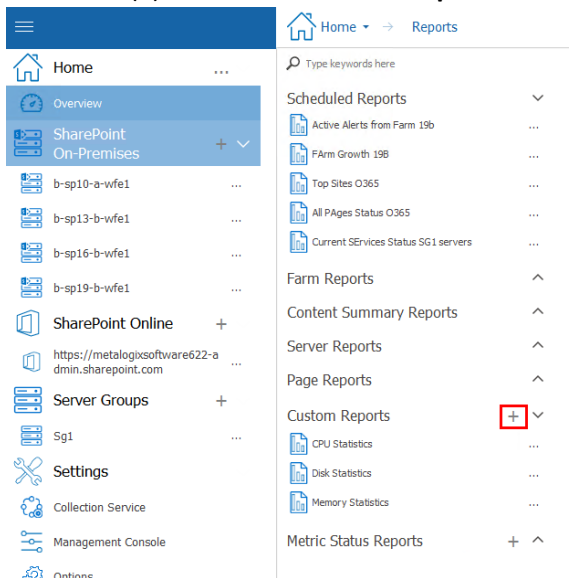 Home
...
Overview
SharePoint
On-Premises
+
b-sp10-a-wfe1
...
b-sp13-b-wfe1
...
b-sp16-b-wfe1
...
b-sp19-b-wfe1
...
SharePoint Online
+
https://metalogixsoftware622-a
dmin.sharepoint.com
...
Server Groups
+
Sg1
...
Settings
Collection Service
Management Console
Options
Home → Reports
Type keywords here
Scheduled Reports
Active Alerts from Farm 19b
...
FArm Growth 19B
...
Top Sites O365
...
All PAges Status O365
...
Current SErvices Status SG1 servers
...
Farm Reports
Content Summary Reports
Server Reports
Page Reports
Custom Reports
+
CPU Statistics
...
Disk Statistics
...
Memory Statistics
...
Metric Status Reports
+